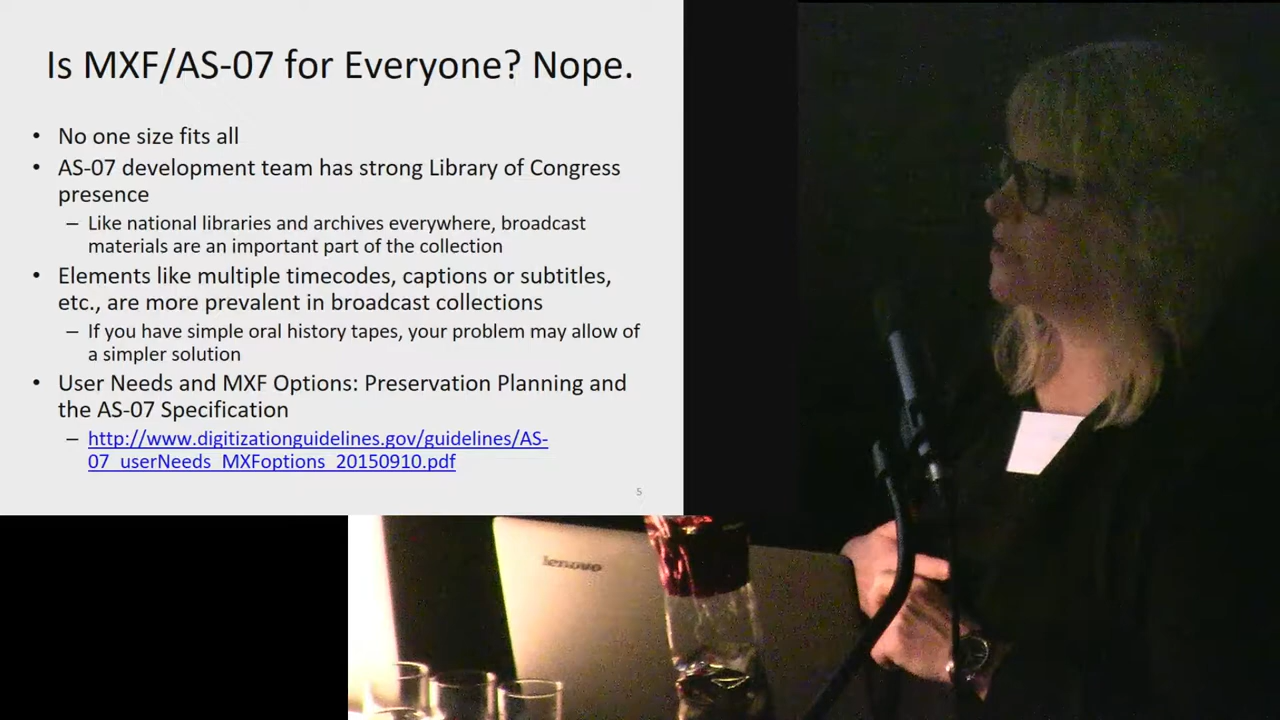 Is MXF/AS-07 for Everyone? Nope.
• No one size fits all
• AS-07 development team has strong Library of Congress
presence
– Like national libraries and archives everywhere, broadcast
materials are an important part of the collection
• Elements like multiple timecodes, captions or subtitles,
etc., are more prevalent in broadcast collections
– If you have simple oral history tapes, your problem may allow of
a simpler solution
• User Needs and MXF Options: Preservation Planning and
the AS-07 Specification
– http://www.digitizationguidelines.gov/guidelines/AS-
07_userNeeds_MXFoptions_20150910.pdf
5
lenovo